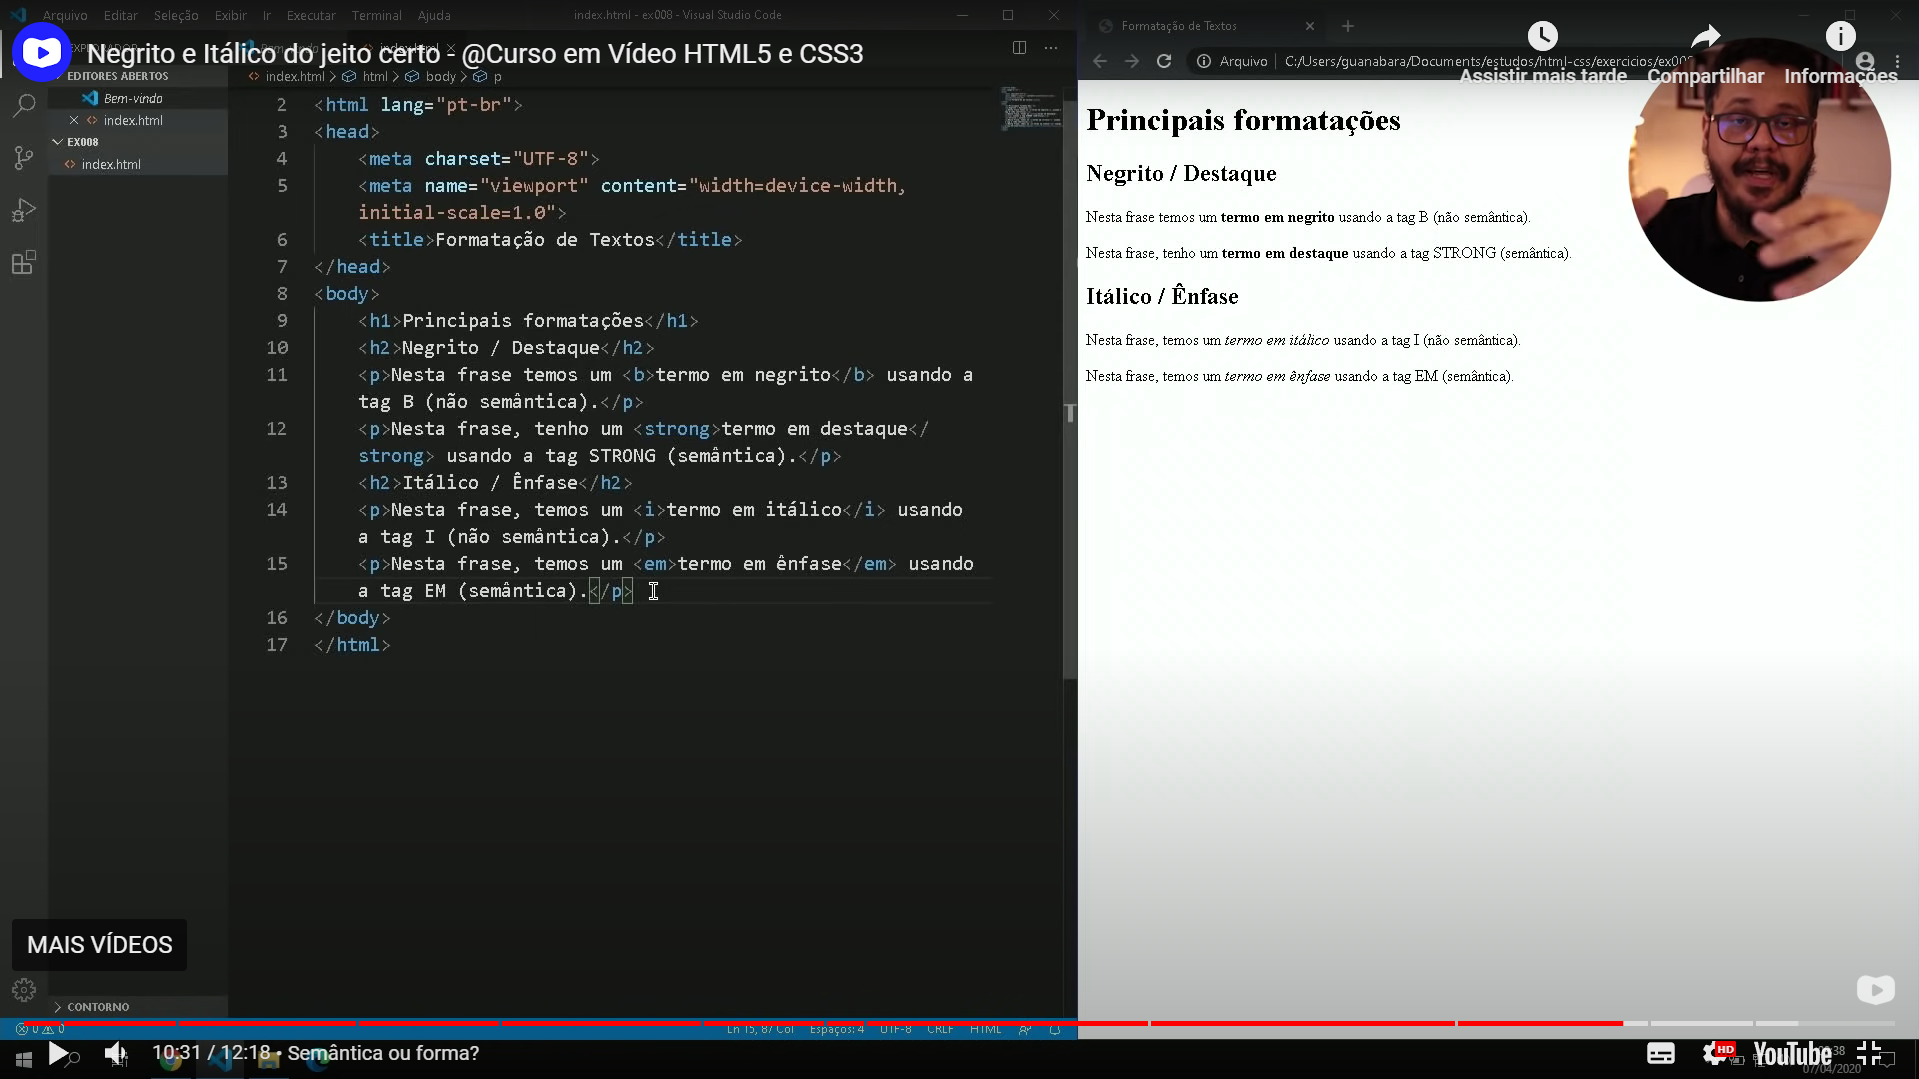 Arquivo Editar Seleção Exibir Ir Executar Terminal Ajuda
index.html - ex008 - Visual Studio Code
Negrito e Itálico do jeito certo - @Curso em Vídeo HTML5 e CSS3
EDITORES ABERTOS
Bem-vindo
index.html
EX008
index.html
index.html > html > body > p
2 <html lang="pt-br">
3 <head>
4 <meta charset="UTF-8">
5 <meta name="viewport" content="width=device-width,
initial-scale=1.0">
6 <title>Formatação de Textos</title>
7 </head>
8 <body>
9 <h1>Principais formatações</h1>
10 <h2>Negrito / Destaque</h2>
11 <p>Nesta frase temos um <b>termo em negrito</b> usando a
tag B (não semântica).</p>
12 <p>Nesta frase, tenho um <strong>termo em destaque</
strong> usando a tag STRONG (semântica).</p>
13 <h2>Itálico / Ênfase</h2>
14 <p>Nesta frase, temos um <i>termo em itálico</i> usando
a tag I (não semântica).</p>
15 <p>Nesta frase, temos um <em>termo em ênfase</em> usando
a tag EM (semântica).</p>
16 </body>
17 </html>
Formatação de Textos
Arquivo | C:/Users/guanabara/Documents/estudos/html-css/exercicios/ex00
Assistir mais tarde
Compartilhar
Informações
Principais formatações
Negrito / Destaque
Nesta frase temos um termo em negrito usando a tag B (não semântica).
Nesta frase, tenho um termo em destaque usando a tag STRONG (semântica).
Itálico / Ênfase
Nesta frase, temos um termo em itálico usando a tag I (não semântica).
Nesta frase, temos um termo em ênfase usando a tag EM (semântica).
MAIS VÍDEOS
CONTORNO
0 0
Ln 15, 87 Col Espaços: 4 UTF-8 CRLF HTML
10:31 / 12:18 • Semântica ou forma?
HD
YouTube
07/04/2020